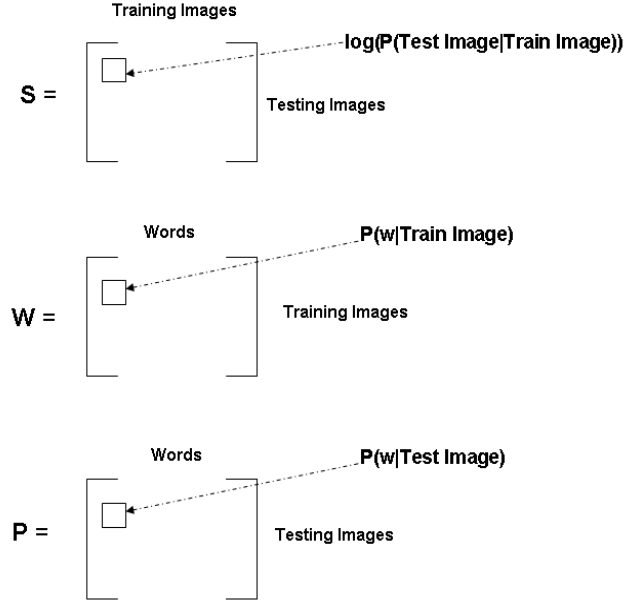 Training Images
log(P(Test Image|Train Image))
S =
Testing Images
Words
P(w|Train Image)
W =
Training Images
Words
P(w|Test Image)
P =
Testing Images